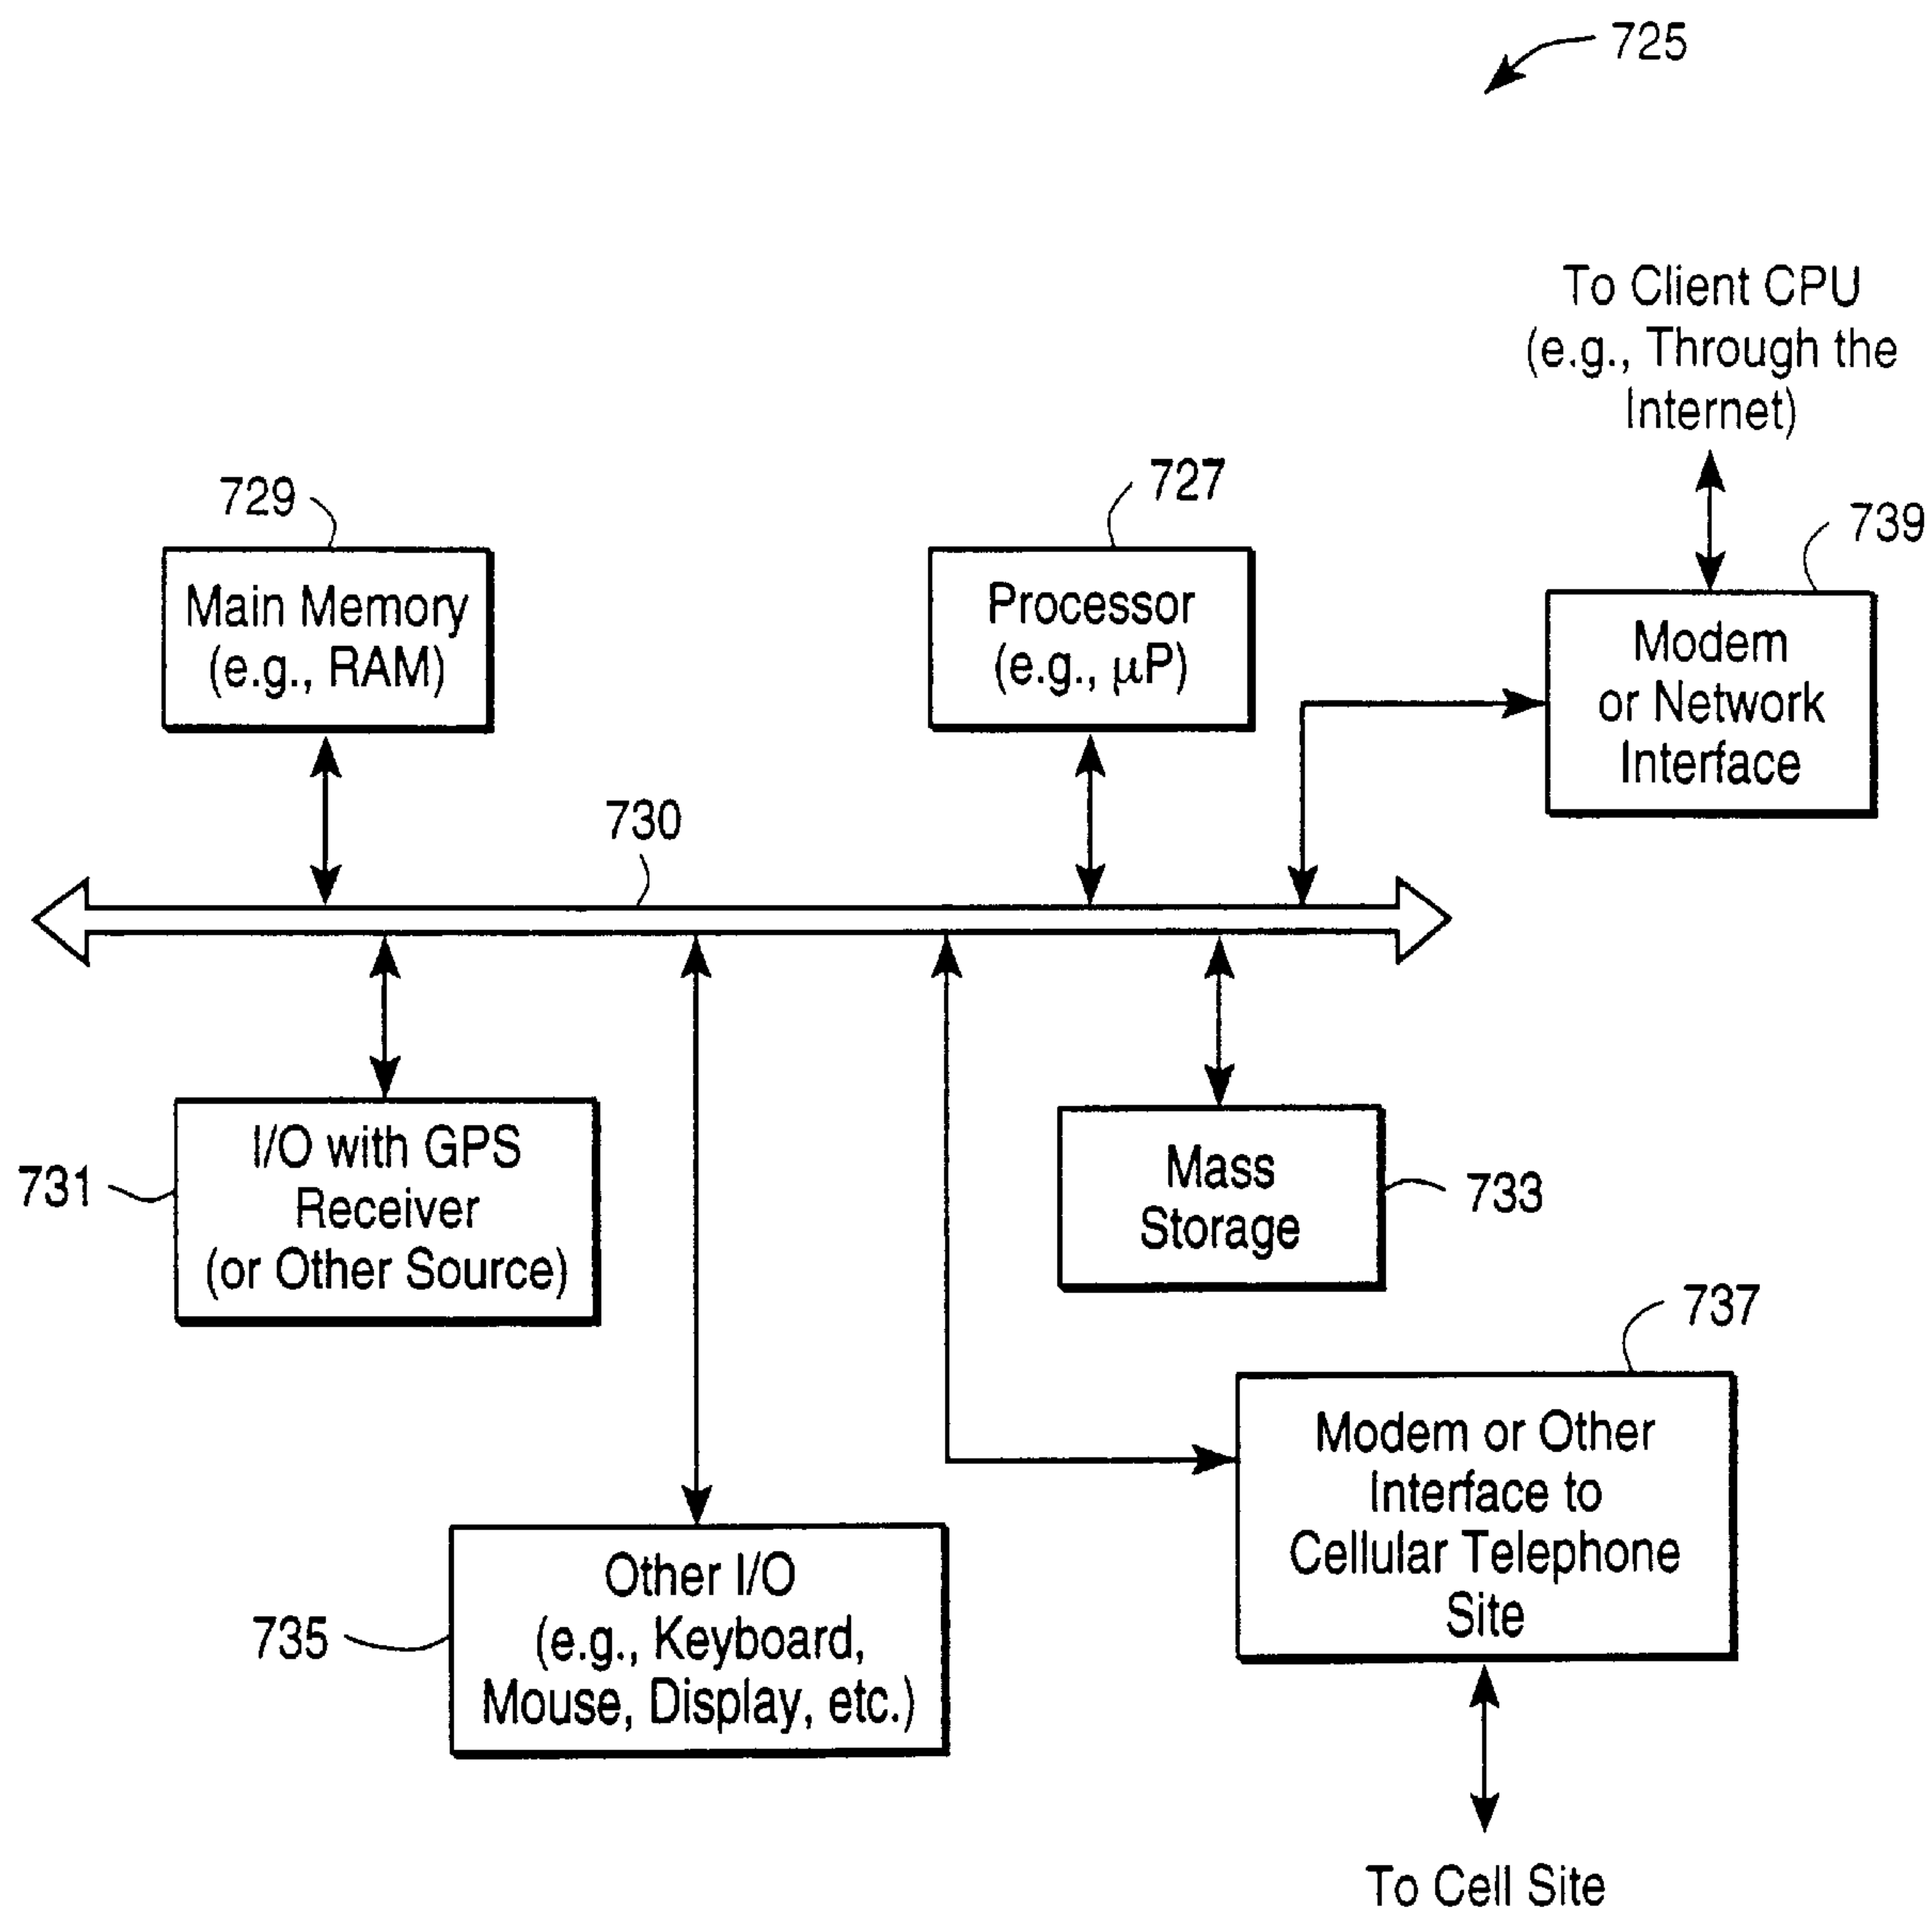 725
To Client CPU
(e.g., Through the
Internet)
729
727
739
Main Memory
(e.g., RAM)
Processor
(e.g., µP)
Modem
or Network
Interface
730
I/O with GPS
Receiver
(or Other Source)
731
Mass
Storage
733
737
Modem or Other
Interface to
Cellular Telephone
Site
Other I/O
(e.g., Keyboard,
Mouse, Display, etc.)
735
To Cell Site